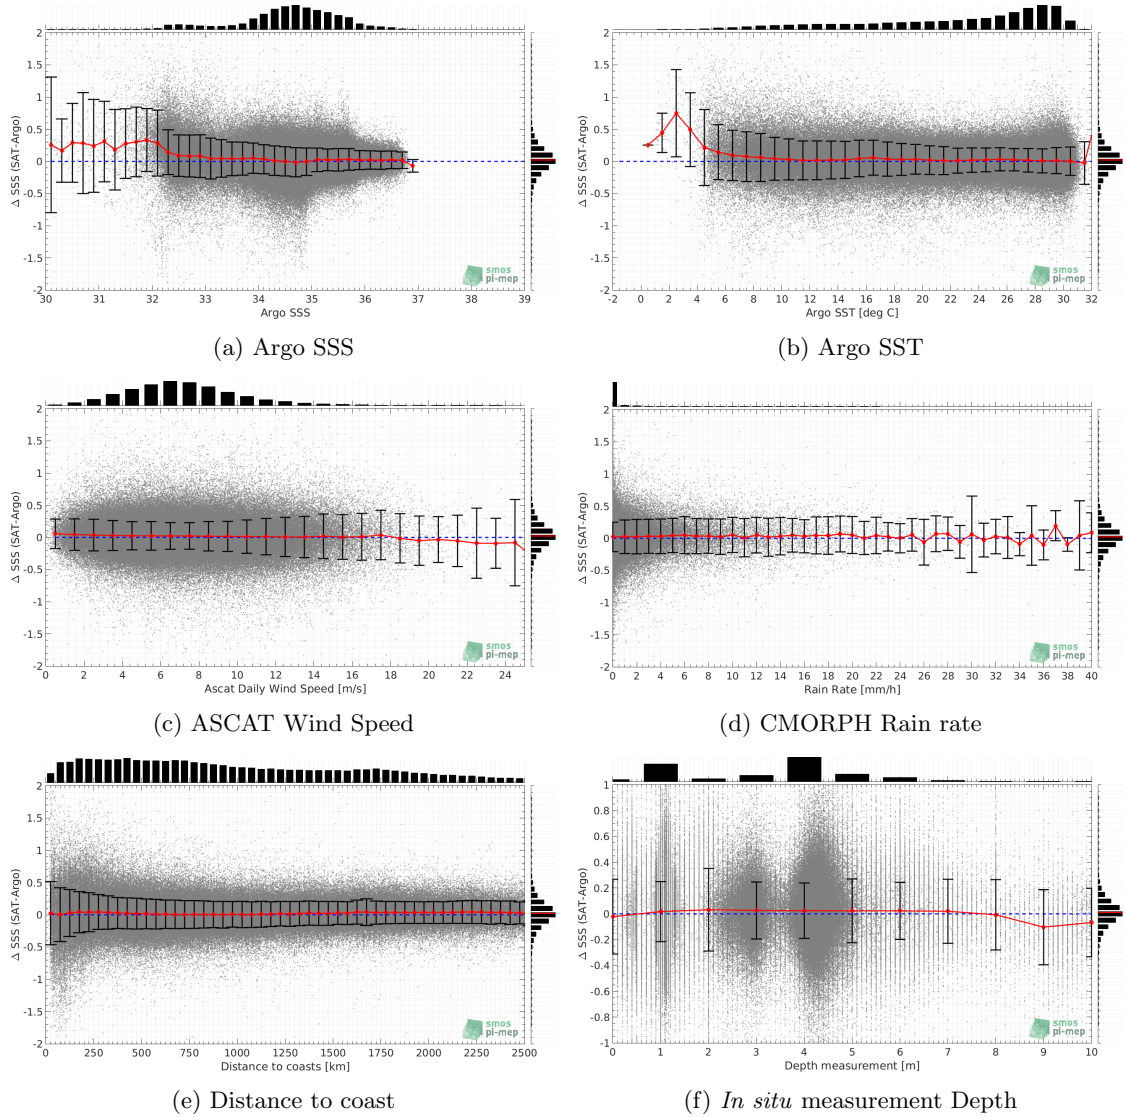 2
1.5
1
0.5
0
-0.5
-1
-1.5
-2
Δ SSS (SAT-Argo)
30 31 32 33 34 35 36 37 38 39
Argo SSS
smos
pi-mep
(a) Argo SSS
2
1.5
1
0.5
0
-0.5
-1
-1.5
-2
Δ SSS (SAT-Argo)
-2 0 2 4 6 8 10 12 14 16 18 20 22 24 26 28 30 32
Argo SST [deg C]
smos
pi-mep
(b) Argo SST
2
1.5
1
0.5
0
-0.5
-1
-1.5
-2
Δ SSS (SAT-Argo)
0 2 4 6 8 10 12 14 16 18 20 22 24
Ascat Daily Wind Speed [m/s]
smos
pi-mep
(c) ASCAT Wind Speed
2
1.5
1
0.5
0
-0.5
-1
-1.5
-2
Δ SSS (SAT-Argo)
0 2 4 6 8 10 12 14 16 18 20 22 24 26 28 30 32 34 36 38 40
Rain Rate [mm/h]
smos
pi-mep
(d) CMORPH Rain rate
2
1.5
1
0.5
0
-0.5
-1
-1.5
-2
Δ SSS (SAT-Argo)
0 250 500 750 1000 1250 1500 1750 2000 2250 2500
Distance to coasts [km]
smos
pi-mep
(e) Distance to coast
1
0.8
0.6
0.4
0.2
0
-0.2
-0.4
-0.6
-0.8
-1
Δ SSS (SAT-Argo)
0 1 2 3 4 5 6 7 8 9 10
Depth measurement [m]
smos
pi-mep
(f) In situ measurement Depth